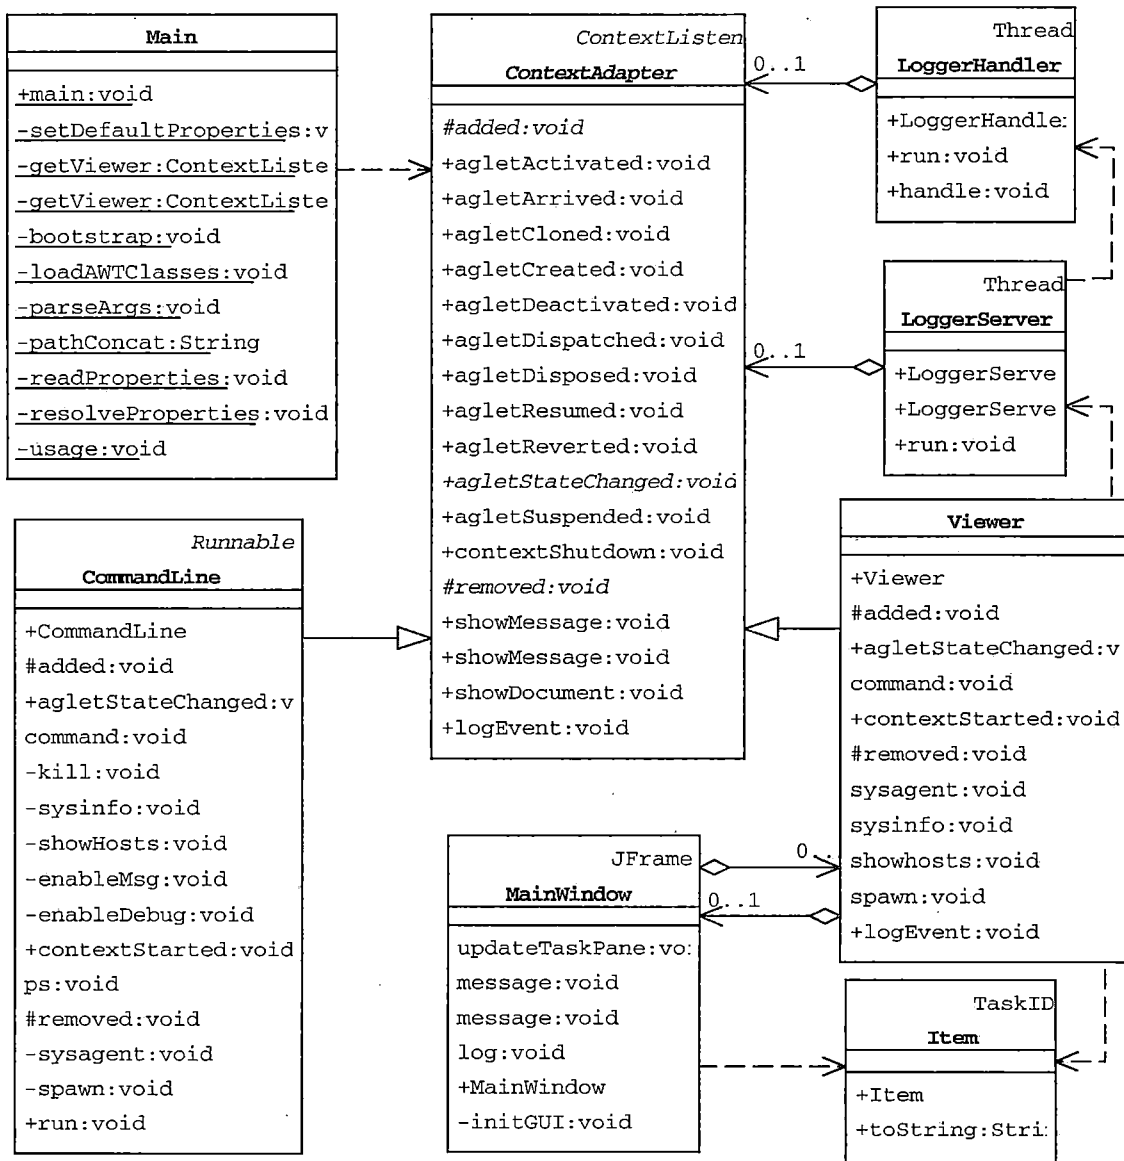 Main
+main:void
-setDefaultProperties:v
-getViewer:ContextListe
-getViewer:ContextListe
-bootstrap:void
-loadAWTClasses:void
-parseArgs:void
-pathConcat:String
-readProperties:void
-resolveProperties:void
-usage:void
Runnable
CommandLine
+CommandLine
#added:void
+agletStateChanged:v
command:void
-kill:void
-sysinfo:void
-showHosts:void
-enableMsg:void
-enableDebug:void
+contextStarted:void
ps:void
#removed:void
-sysagent:void
-spawn:void
+run:void
ContextListen
ContextAdapter
#added:void
+agletActivated:void
+agletArrived:void
+agletCloned:void
+agletCreated:void
+agletDeactivated:void
+agletDispatched:void
+agletDisposed:void
+agletResumed:void
+agletReverted:void
+agletStateChanged:void
+agletSuspended:void
+contextShutdown:void
#removed:void
+showMessage:void
+showMessage:void
+showDocument:void
+logEvent:void
JFrame
MainWindow
updateTaskPane:vo
message:void
message:void
log:void
+MainWindow
-initGUI:void
0..1
0..1
0..
0..1
Thread
LoggerHandler
+LoggerHandle
+run:void
+handle:void
Thread
LoggerServer
+LoggerServe
+LoggerServe
+run:void
Viewer
+Viewer
#added:void
+agletStateChanged:v
command:void
+contextStarted:void
#removed:void
sysagent:void
sysinfo:void
showhosts:void
spawn:void
+logEvent:void
TaskID
Item
+Item
+toString:Stri